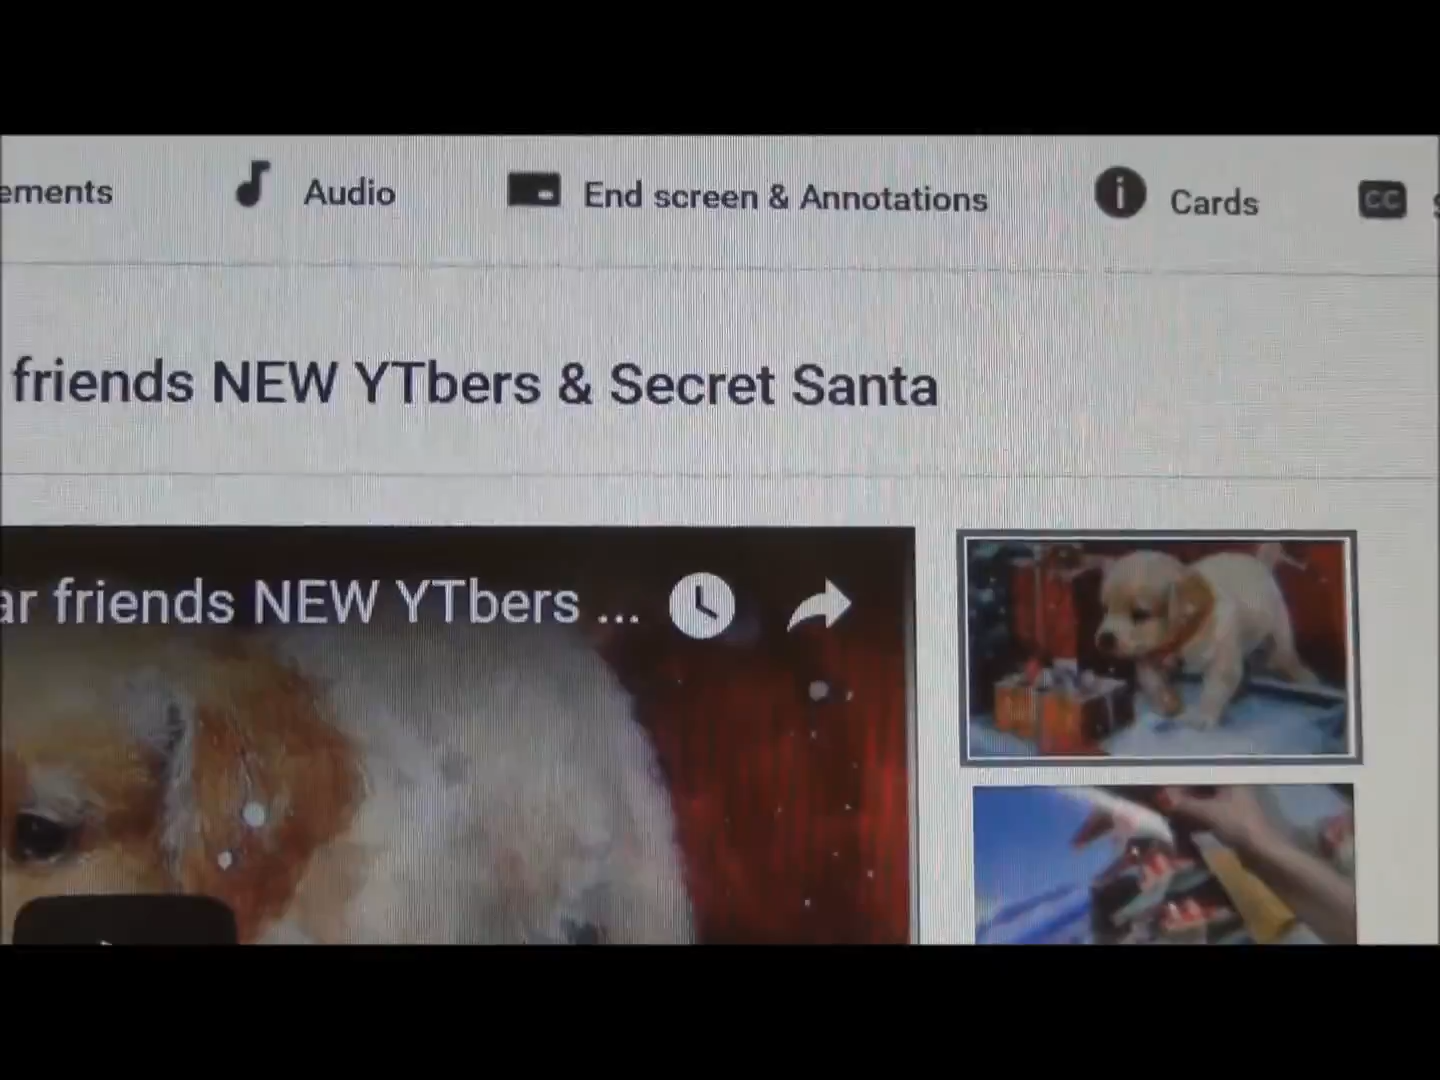 ements Audio End screen & Annotations i Cards CC
friends NEW YTbers & Secret Santa
ar friends NEW YTbers ...